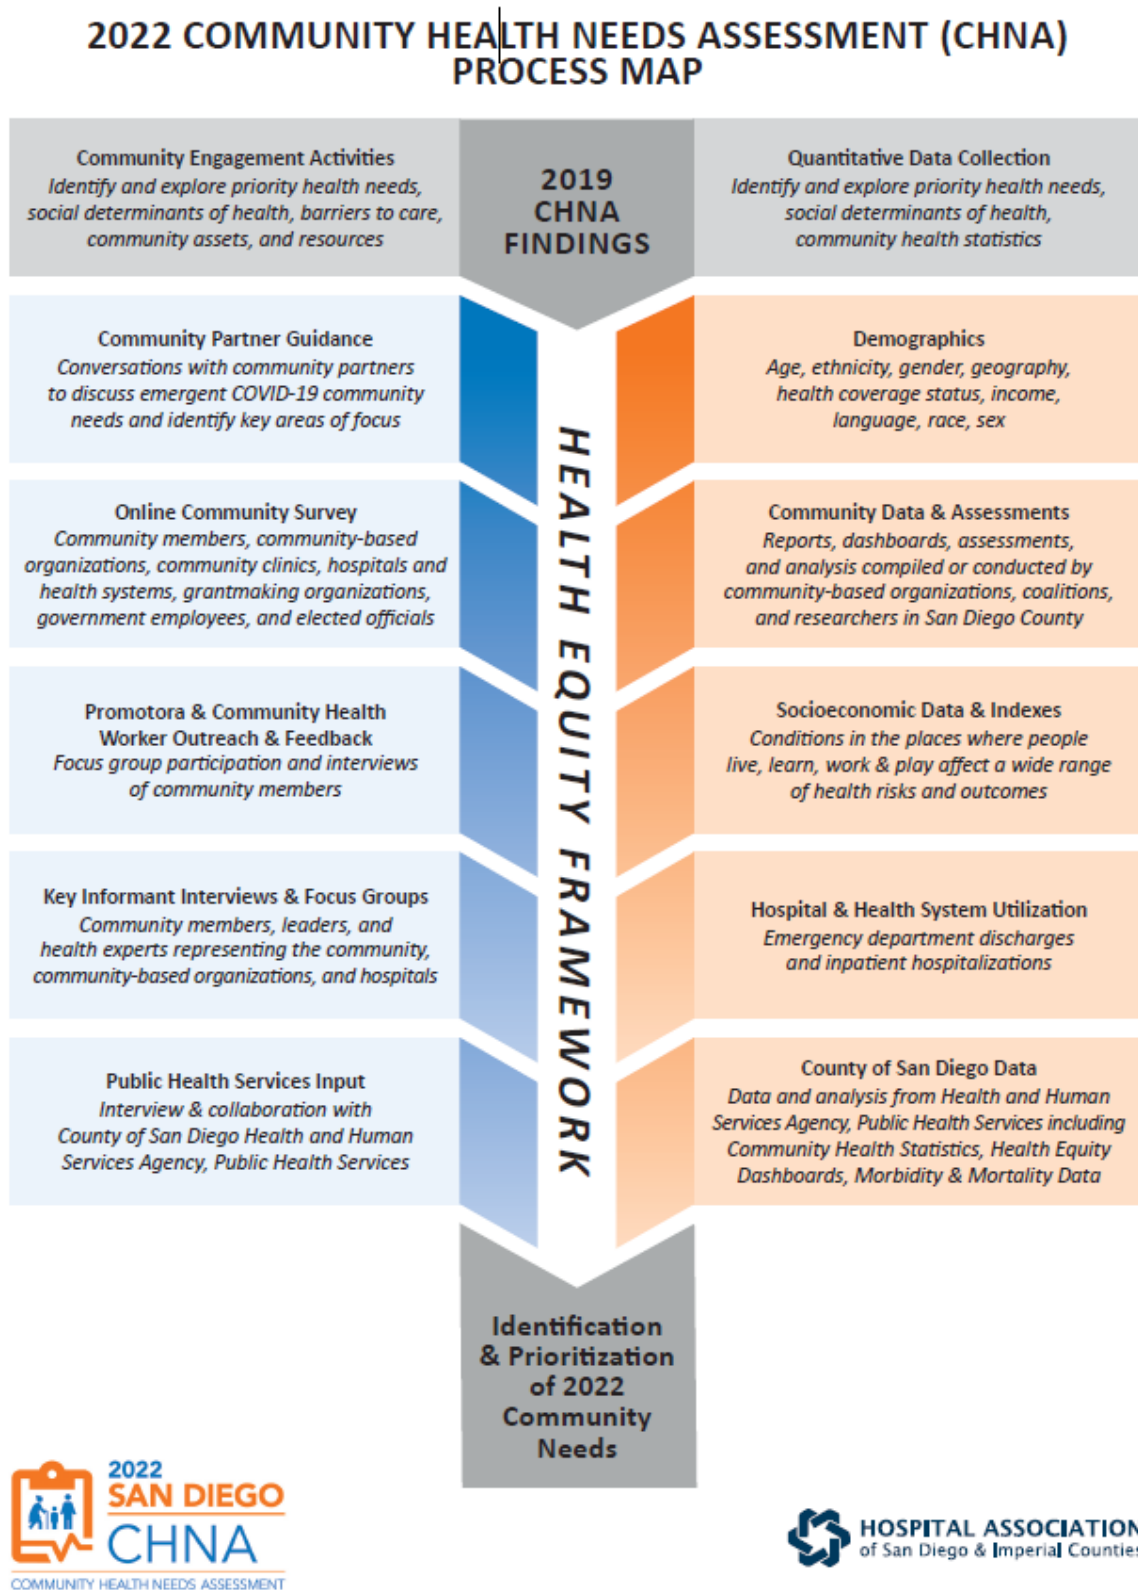 2022 COMMUNITY HEALTH NEEDS ASSESSMENT (CHNA)
PROCESS MAP
Community Engagement Activities
Identify and explore priority health needs,
social determinants of health, barriers to care,
community assets, and resources
2019
CHNA
FINDINGS
Quantitative Data Collection
Identify and explore priority health needs,
social determinants of health,
community health statistics
Community Partner Guidance
Conversations with community partners
to discuss emergent COVID-19 community
needs and identify key areas of focus
Online Community Survey
Community members, community-based
organizations, community clinics, hospitals and
health systems, grantmaking organizations,
government employees, and elected officials
Promotora & Community Health
Worker Outreach & Feedback
Focus group participation and interviews
of community members
Key Informant Interviews & Focus Groups
Community members, leaders, and
health experts representing the community,
community-based organizations, and hospitals
Public Health Services Input
Interview & collaboration with
County of San Diego Health and Human
Services Agency, Public Health Services
HEALTH EQUITY FRAMEWORK
Demographics
Age, ethnicity, gender, geography,
health coverage status, income,
language, race, sex
Community Data & Assessments
Reports, dashboards, assessments,
and analysis compiled or conducted by
community-based organizations, coalitions,
and researchers in San Diego County
Socioeconomic Data & Indexes
Conditions in the places where people
live, learn, work & play affect a wide range
of health risks and outcomes
Hospital & Health System Utilization
Emergency department discharges
and inpatient hospitalizations
County of San Diego Data
Data and analysis from Health and Human
Services Agency, Public Health Services including
Community Health Statistics, Health Equity
Dashboards, Morbidity & Mortality Data
Identification
& Prioritization
of 2022
Community
Needs
2022
SAN DIEGO
CHNA
COMMUNITY HEALTH NEEDS ASSESSMENT
HOSPITAL ASSOCIATION
of San Diego & Imperial Counties